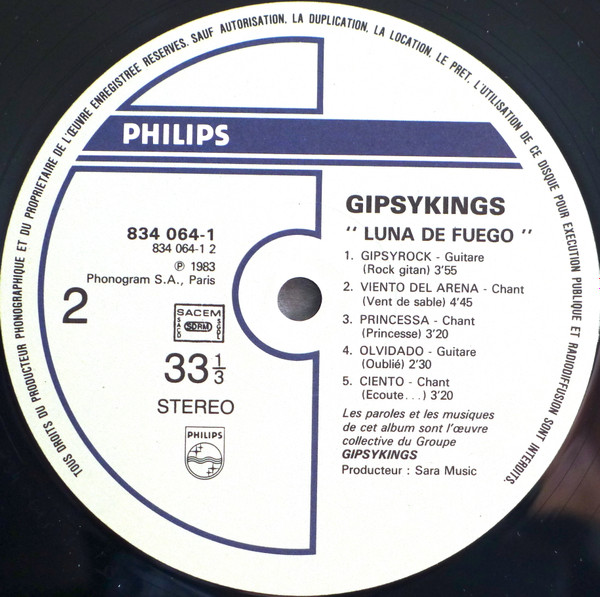 TOUS DROITS DU PRODUCTEUR PHONOGRAPHIQUE ET DU PROPRIETAIRE DE L'ŒUVRE ENREGISTREE RESERVES. SAUF AUTORISATION, LA DUPLICATION, LA LOCATION, LE PRET, L'UTILISATION DE CE DISQUE POUR EXECUTION PUBLIQUE ET RADIODIFFUSION SONT INTERDITS.
PHILIPS
834 064-1
834 064-1 2
℗ 1983
Phonogram S.A., Paris
2
SACEM
SACD SDRM SGDL
33 1/3
STEREO
PHILIPS
GIPSYKINGS
" LUNA DE FUEGO "
1. GIPSYROCK - Guitare
(Rock gitan) 3'55
2. VIENTO DEL ARENA - Chant
(Vent de sable) 4'45
3. PRINCESSA - Chant
(Princesse) 3'20
4. OLVIDADO - Guitare
(Oublié) 2'30
5. CIENTO - Chant
(Ecoute...) 3'20
Les paroles et les musiques
de cet album sont l'œuvre
collective du Groupe
GIPSYKINGS
Producteur : Sara Music